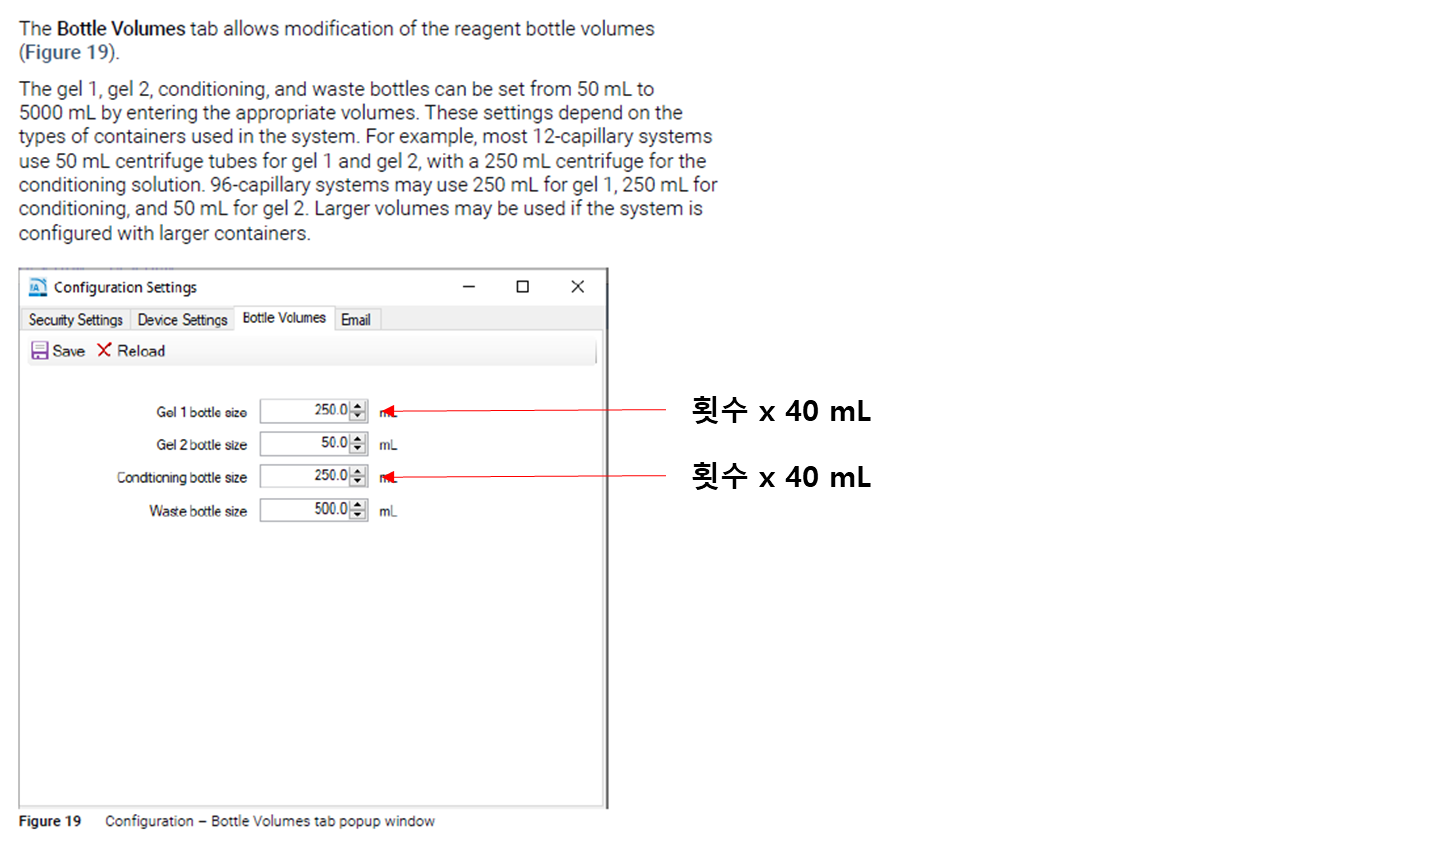 The Bottle Volumes tab allows modification of the reagent bottle volumes
(Figure 19).
The gel 1, gel 2, conditioning, and waste bottles can be set from 50 mL to
5000 mL by entering the appropriate volumes. These settings depend on the
types of containers used in the system. For example, most 12-capillary systems
use 50 mL centrifuge tubes for gel 1 and gel 2, with a 250 mL centrifuge for the
conditioning solution. 96-capillary systems may use 250 mL for gel 1, 250 mL for
conditioning, and 50 mL for gel 2. Larger volumes may be used if the system is
configured with larger containers.
Configuration Settings
Security Settings Device Settings Bottle Volumes Email
Save Reload
Gel 1 bottle size 250.0 mL 횟수 x 40 mL
Gel 2 bottle size 50.0 mL
Condtioning bottle size 250.0 mL 횟수 x 40 mL
Waste bottle size 500.0 mL
Figure 19 Configuration – Bottle Volumes tab popup window